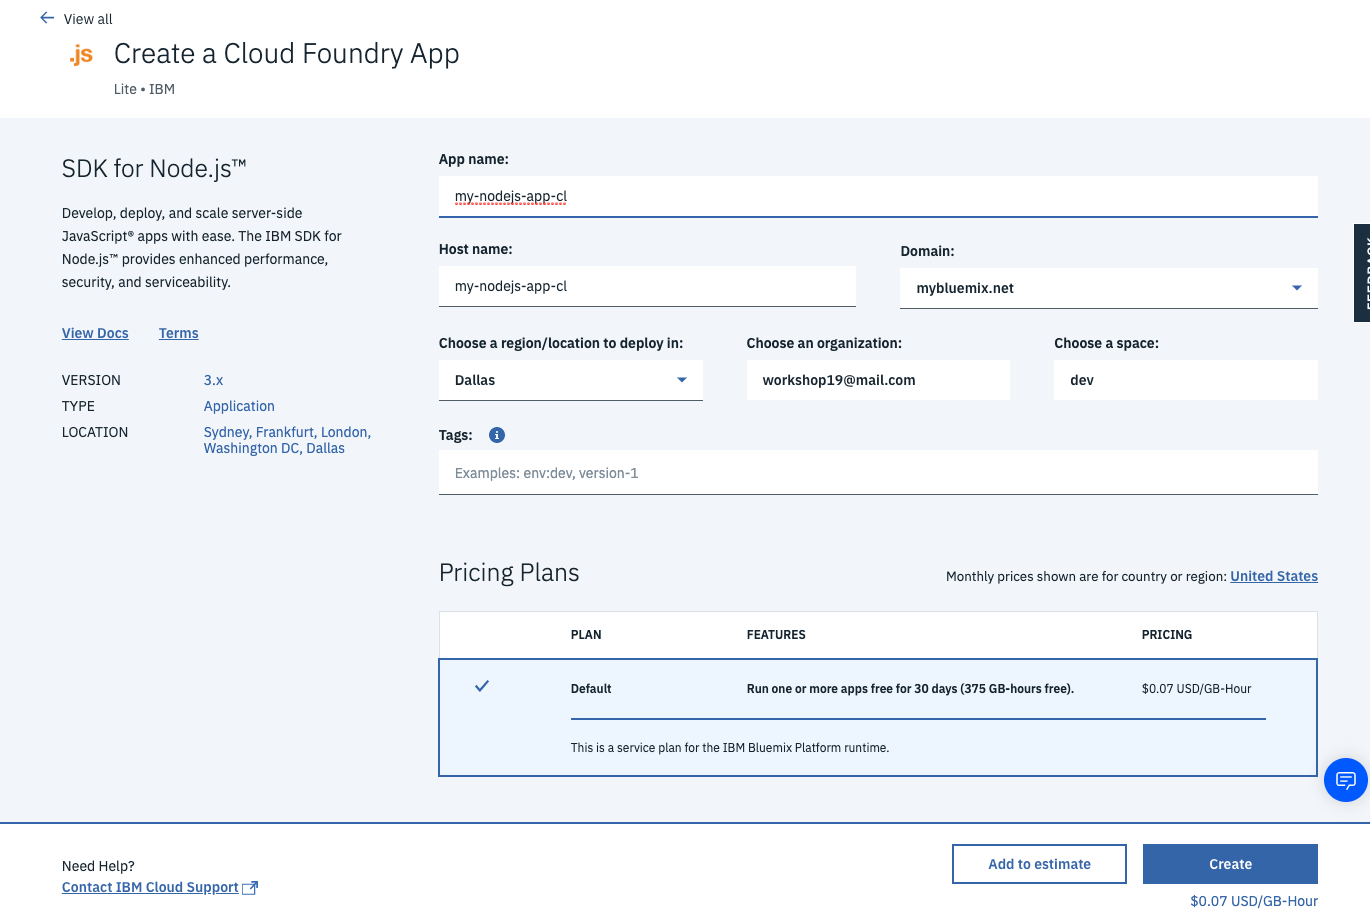 View all
.js
Create a Cloud Foundry App
Lite • IBM
SDK for Node.js™
Develop, deploy, and scale server-side
JavaScript® apps with ease. The IBM SDK for
Node.js™ provides enhanced performance,
security, and serviceability.
View Docs Terms
VERSION 3.x
TYPE Application
LOCATION Sydney, Frankfurt, London,
Washington DC, Dallas
App name:
my-nodejs-app-cl
Host name:
my-nodejs-app-cl
Domain:
mybluemix.net
Choose a region/location to deploy in:
Dallas
Choose an organization:
workshop19@mail.com
Choose a space:
dev
Tags:
Examples: env:dev, version-1
Pricing Plans
Monthly prices shown are for country or region: United States
PLAN FEATURES PRICING
Default Run one or more apps free for 30 days (375 GB-hours free). $0.07 USD/GB-Hour
This is a service plan for the IBM Bluemix Platform runtime.
FEEDBACK
Need Help?
Contact IBM Cloud Support
Add to estimate
Create
$0.07 USD/GB-Hour